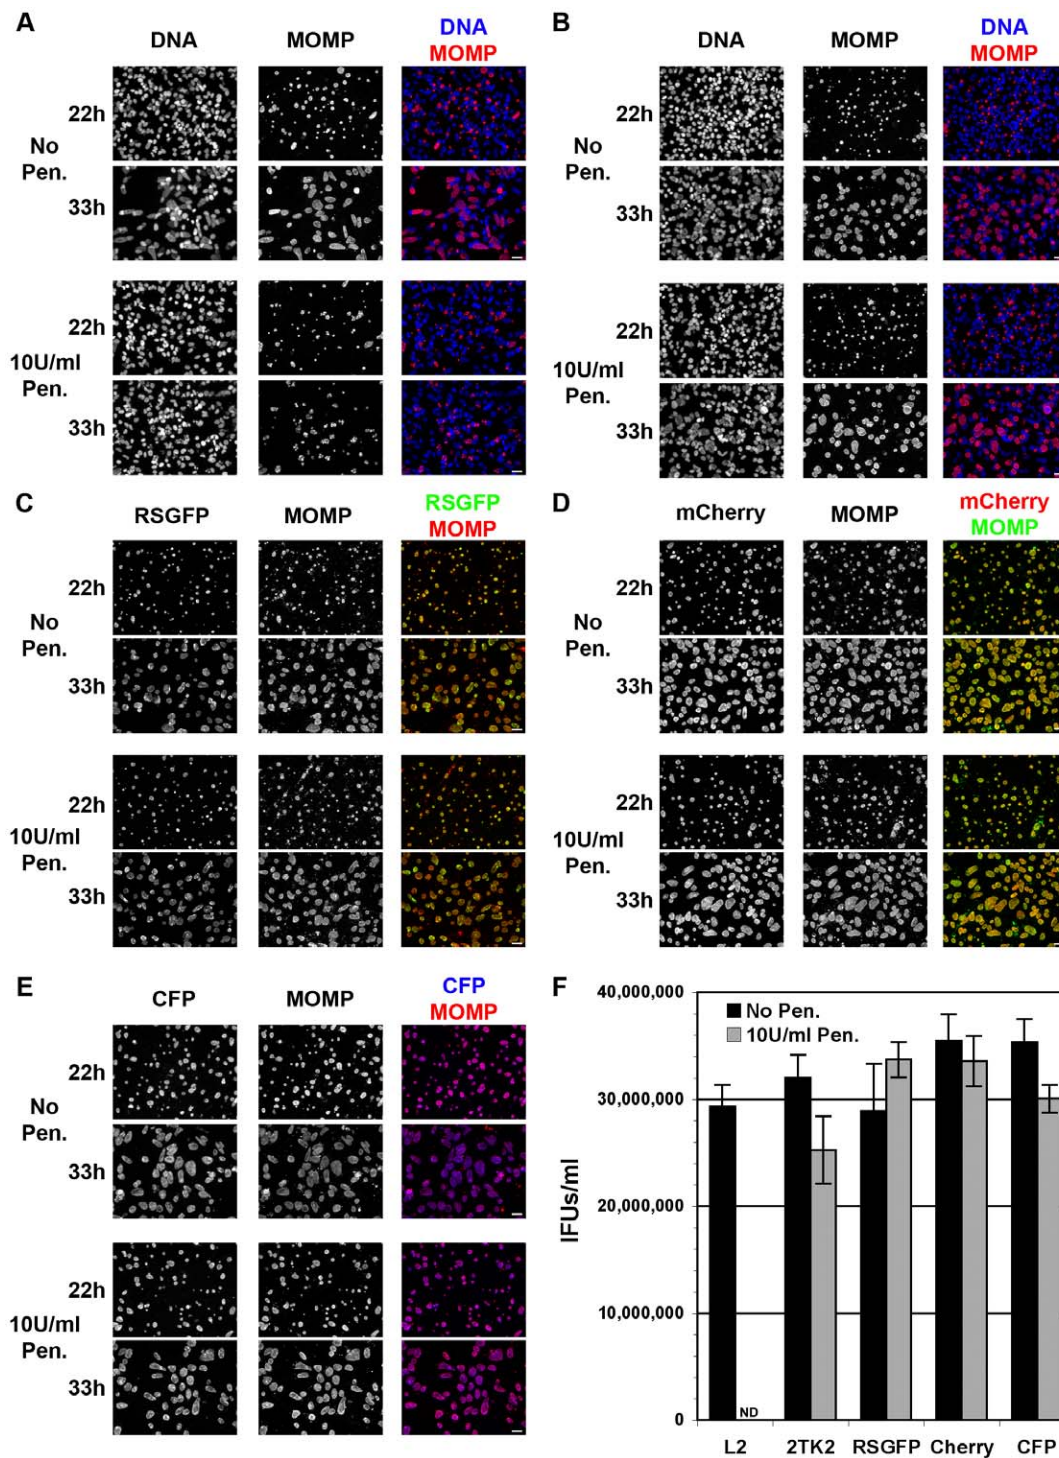 A
DNA
MOMP
DNA
MOMP
22h
No
Pen.
33h
22h
10U/ml
Pen.
33h
B
DNA
MOMP
DNA
MOMP
22h
No
Pen.
33h
22h
10U/ml
Pen.
33h
C
RSGFP
MOMP
RSGFP
MOMP
22h
No
Pen.
33h
22h
10U/ml
Pen.
33h
D
mCherry
MOMP
mCherry
MOMP
22h
No
Pen.
33h
22h
10U/ml
Pen.
33h
E
CFP
MOMP
CFP
MOMP
22h
No
Pen.
33h
22h
10U/ml
Pen.
33h
F
IFUs/ml
40,000,000
30,000,000
20,000,000
10,000,000
0
No Pen.
10U/ml Pen.
ND
L2 2TK2 RSGFP Cherry CFP